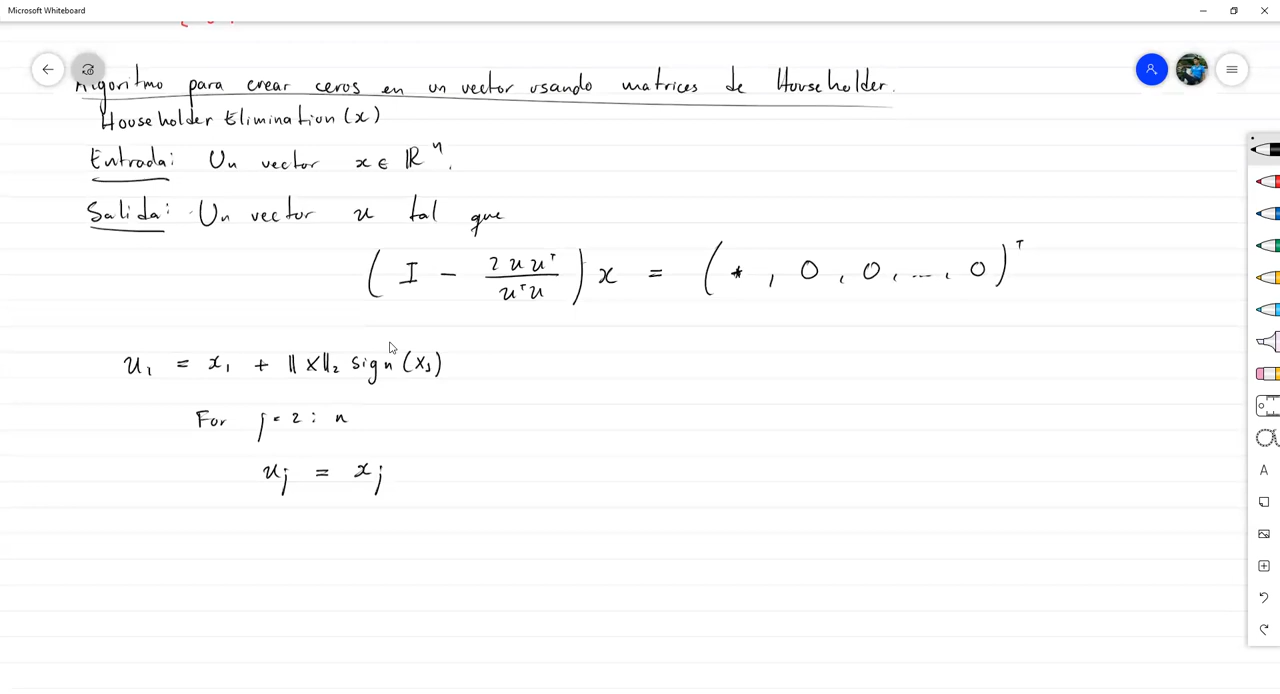 Microsoft Whiteboard
Algoritmo para crear ceros en un vector usando matrices de Householder.
Householder Elimination(x)
Entrada: Un vector x ∈ ℝⁿ.
Salida: Un vector u tal que
(I - 2uuᵀ/uᵀu) x = (*, 0, 0, ..., 0)ᵀ
u₁ = x₁ + ||x||₂ sign(x₁)
For j = 2 : n
uⱼ = xⱼ
A